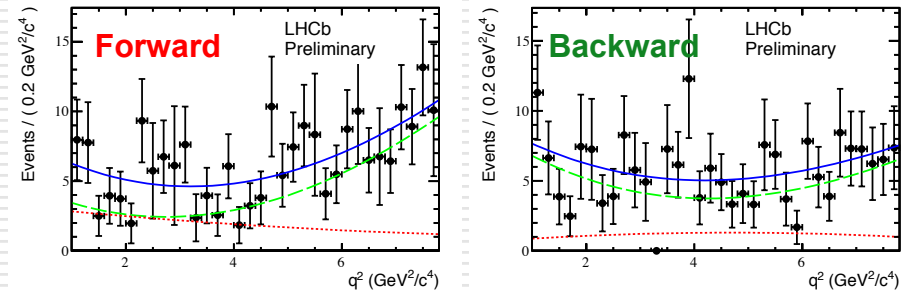 Forward
LHCb
Preliminary
Events / ( 0.2 GeV²/c⁴ )
15
10
5
0
2
4
6
q² (GeV²/c⁴)
Backward
LHCb
Preliminary
Events / ( 0.2 GeV²/c⁴ )
15
10
5
0
2
4
6
q² (GeV²/c⁴)